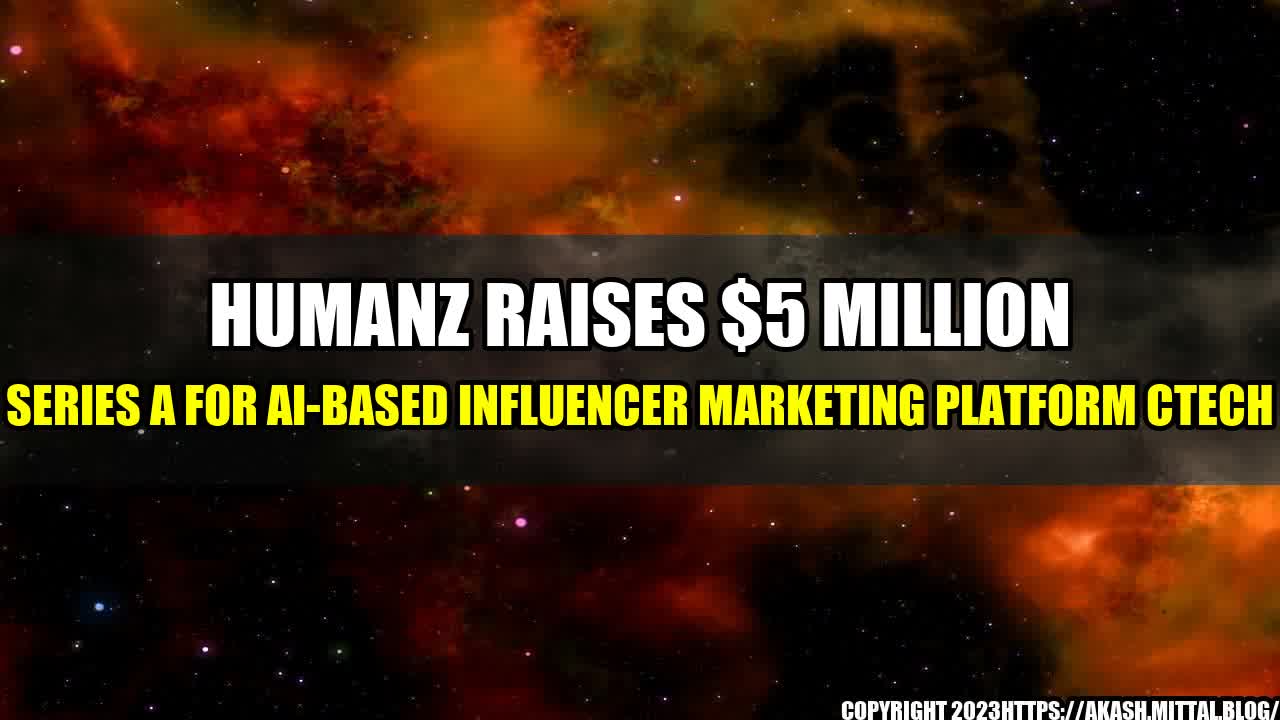 HUMANZ RAISES $5 MILLION
SERIES A FOR AI-BASED INFLUENCER MARKETING PLATFORM CTECH
COPYRIGHT 2023HTTPS://AKASH.MITTAL.BLOG/